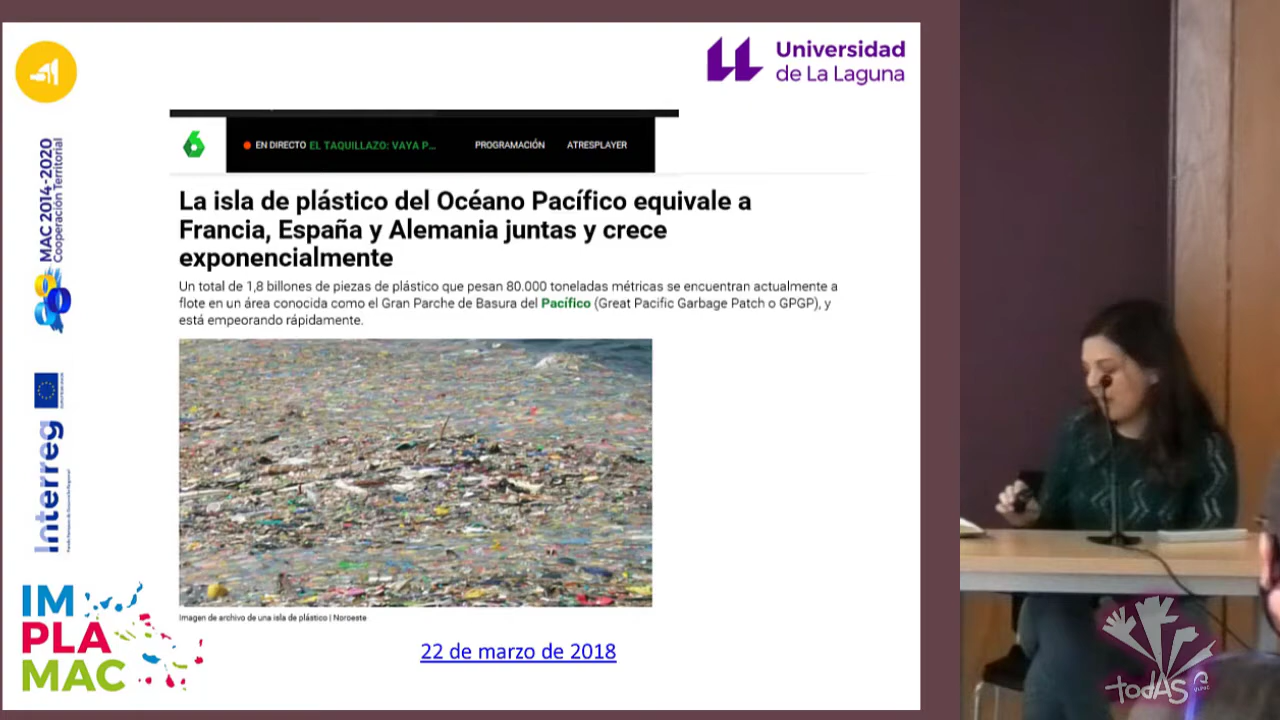 Universidad
de La Laguna
MAC 2014-2020
Cooperación Territorial
EN DIRECTO EL TAQUILLAZO: VAYA P... PROGRAMACIÓN ATRESPLAYER
La isla de plástico del Océano Pacífico equivale a
Francia, España y Alemania juntas y crece
exponencialmente
Un total de 1,8 billones de piezas de plástico que pesan 80.000 toneladas métricas se encuentran actualmente a
flote en un área conocida como el Gran Parche de Basura del Pacífico (Great Pacific Garbage Patch o GPGP), y
está empeorando rápidamente.
Interreg
Imagen de archivo de una isla de plástico | Noroeste
22 de marzo de 2018
IM
PLA
MAC
todAS